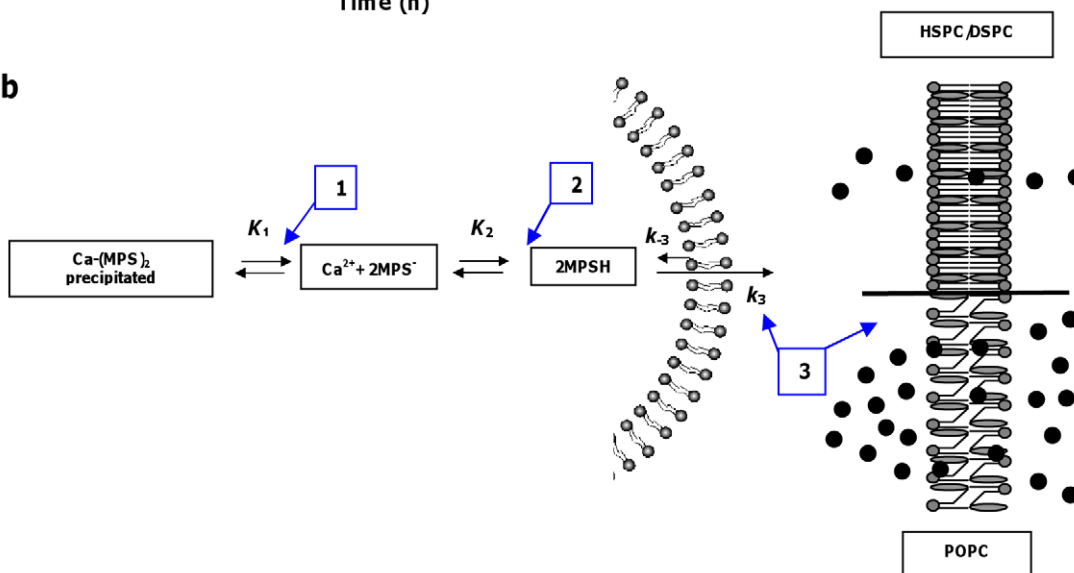 Time (h)
HSPC/DSPC
b
1
2
K1
K2
k-3
Ca-(MPS)2
precipitated
Ca2+ + 2MPS-
2MPSH
k3
3
POPC